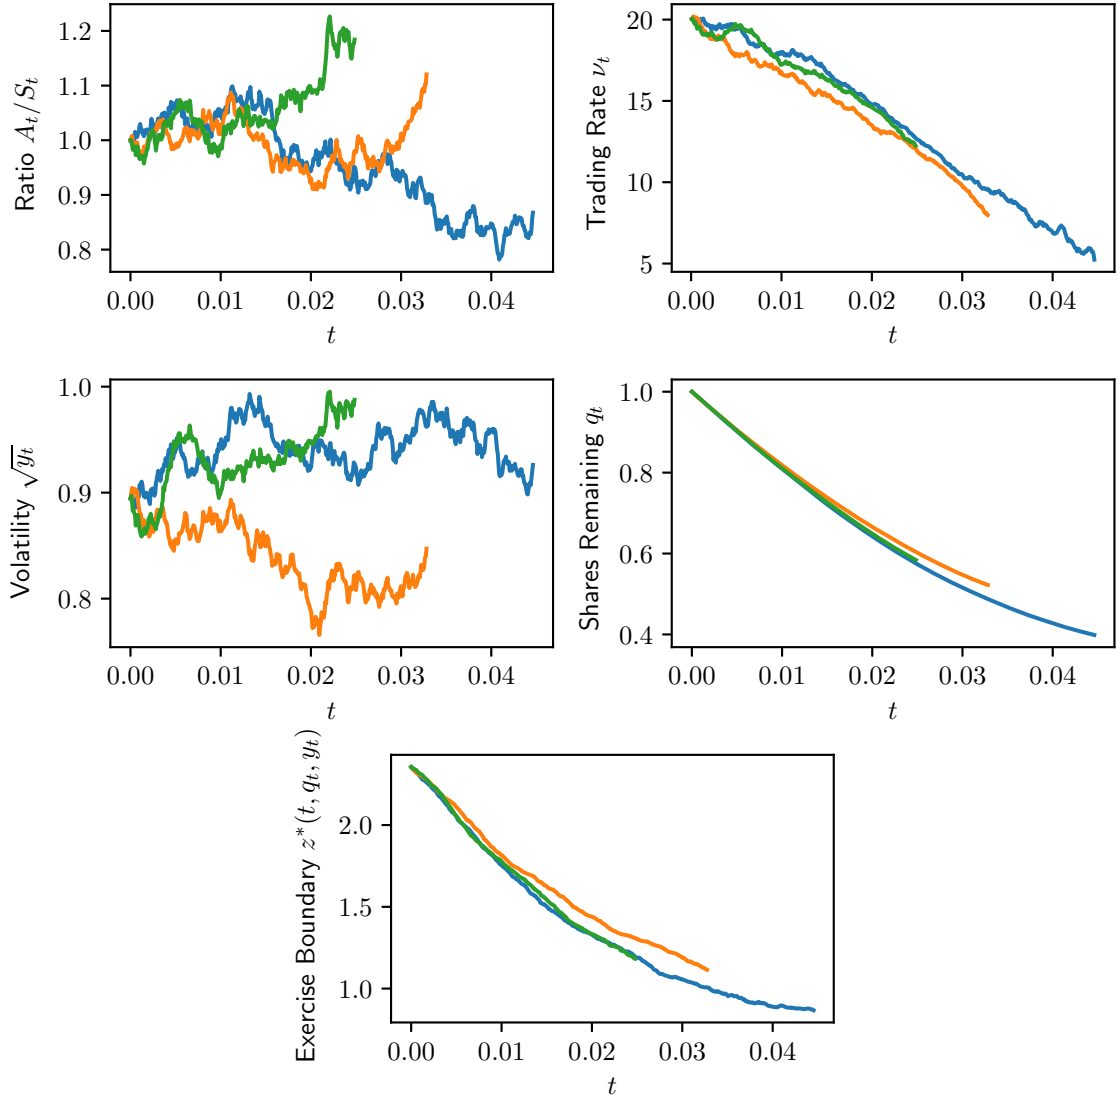 Ratio A_t/S_t
1.2
1.1
1.0
0.9
0.8
0.00 0.01 0.02 0.03 0.04
t
Trading Rate ν_t
20
15
10
5
0.00 0.01 0.02 0.03 0.04
t
Volatility √y_t
1.0
0.9
0.8
0.00 0.01 0.02 0.03 0.04
t
Shares Remaining q_t
1.0
0.8
0.6
0.4
0.00 0.01 0.02 0.03 0.04
t
Exercise Boundary z*(t, q_t, y_t)
2.0
1.5
1.0
0.00 0.01 0.02 0.03 0.04
t